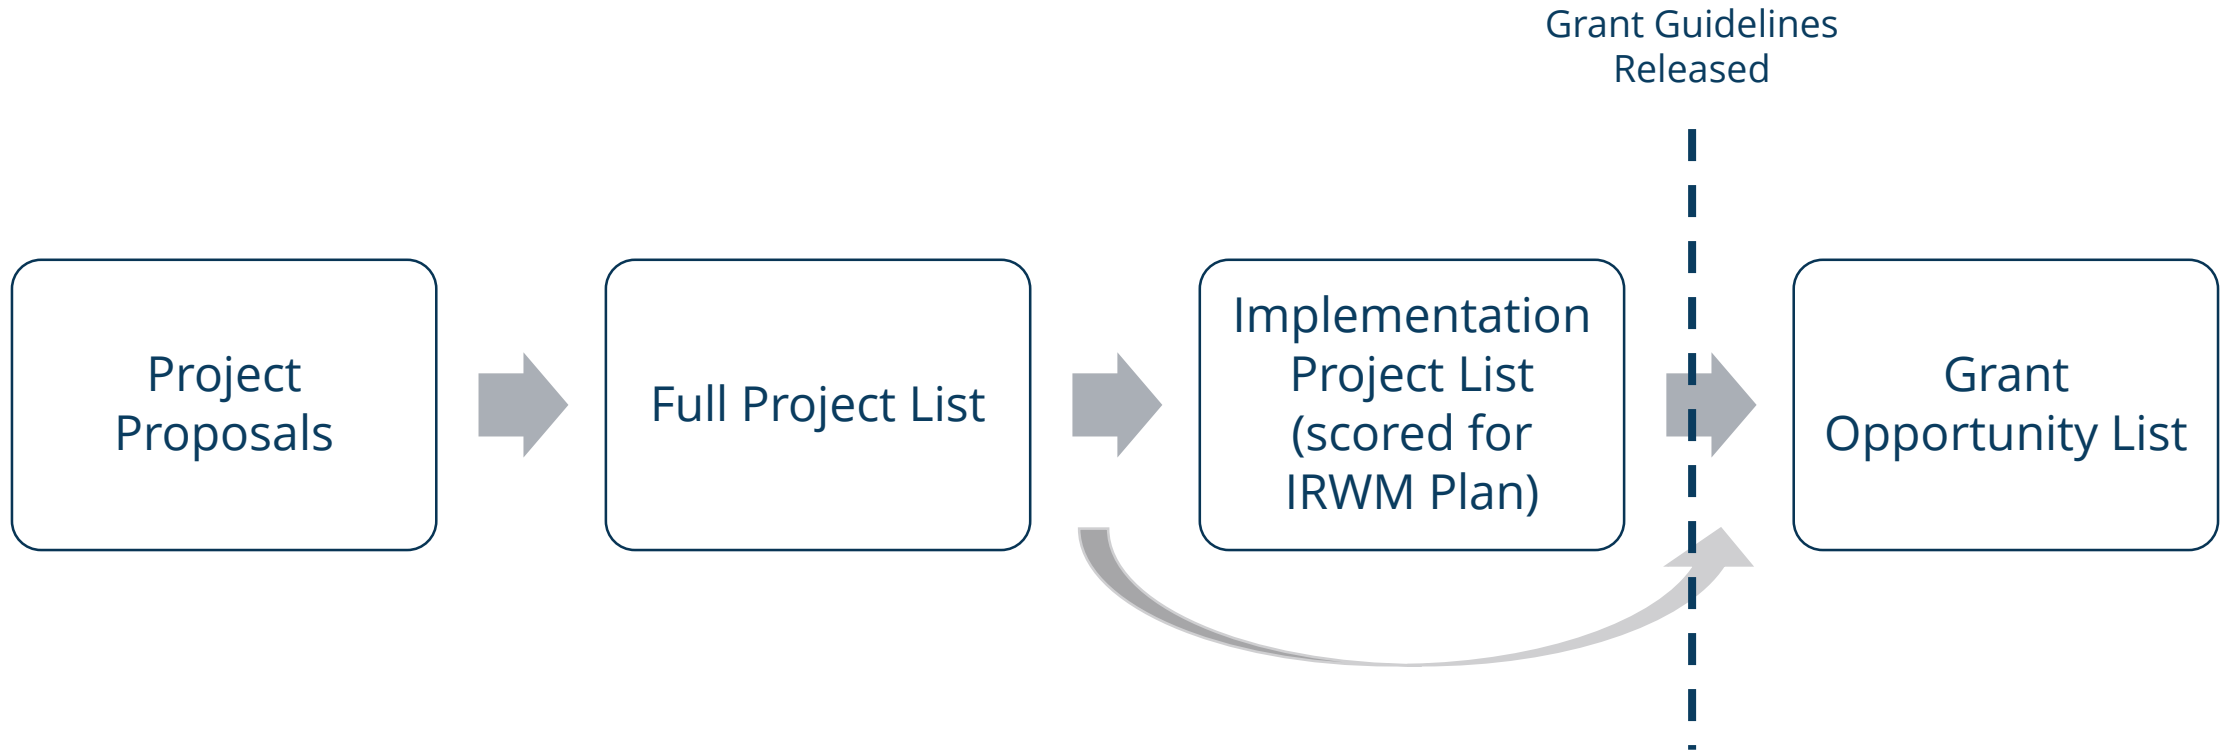 Grant Guidelines
Released
Project
Proposals
Full Project List
Implementation
Project List
(scored for
IRWM Plan)
Grant
Opportunity List